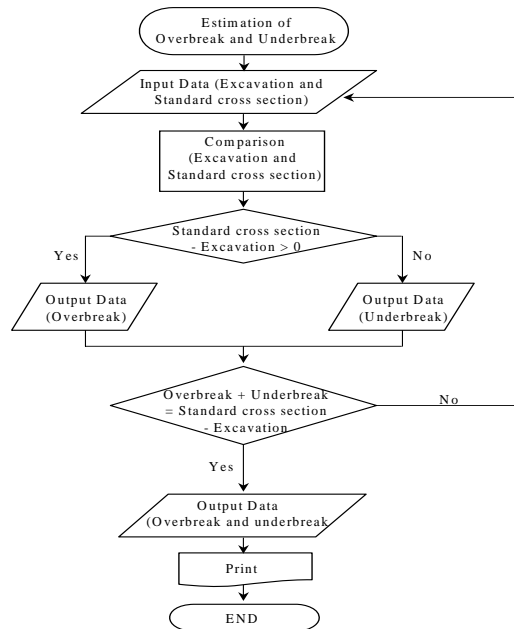 Estimation of
Overbreak and Underbreak
Input Data (Excavation and
Standard cross section)
Comparison
(Excavation and
Standard cross section)
Standard cross section
- Excavation > 0
Yes
No
Output Data
(Overbreak)
Output Data
(Underbreak)
Overbreak + Underbreak
= Standard cross section
- Excavation
No
Yes
Output Data
(Overbreak and underbreak
Print
END